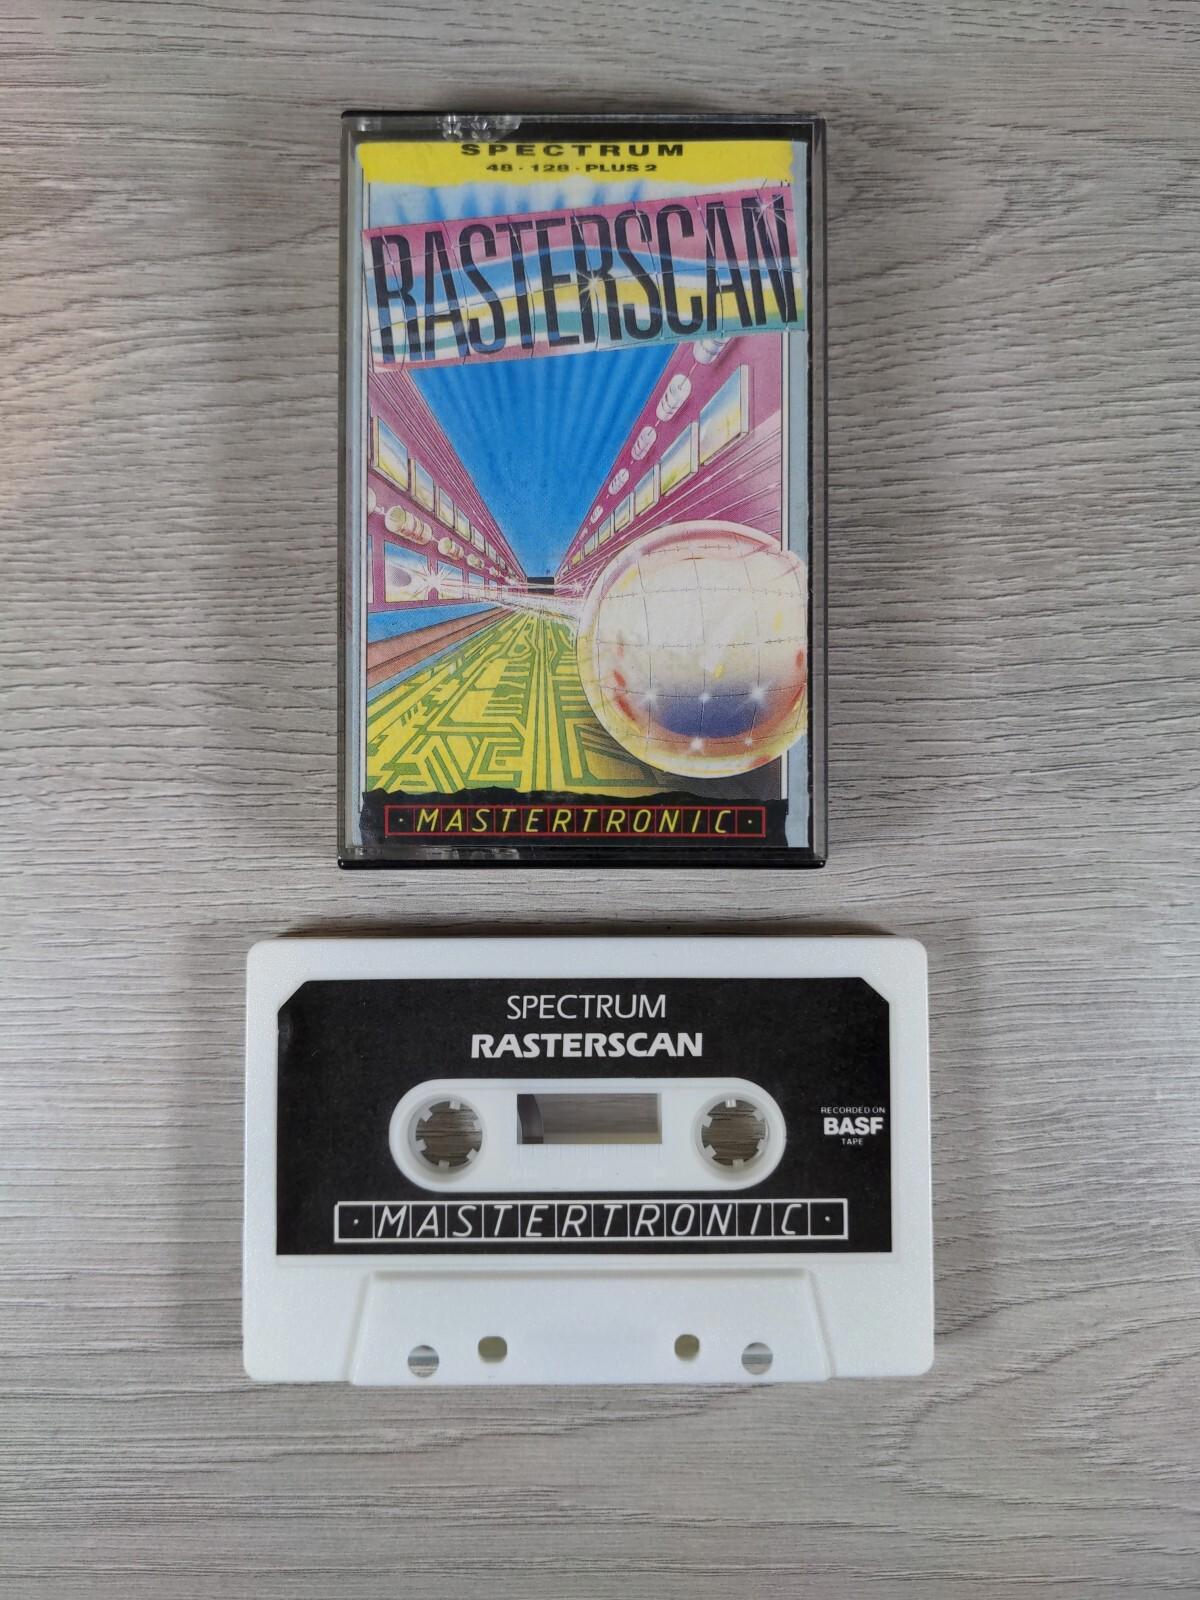 SPECTRUM
48 · 128 · PLUS 2
RASTERSCAN
· MASTERTRONIC ·
SPECTRUM
RASTERSCAN
RECORDED ON
BASF
TAPE
· MASTERTRONIC ·